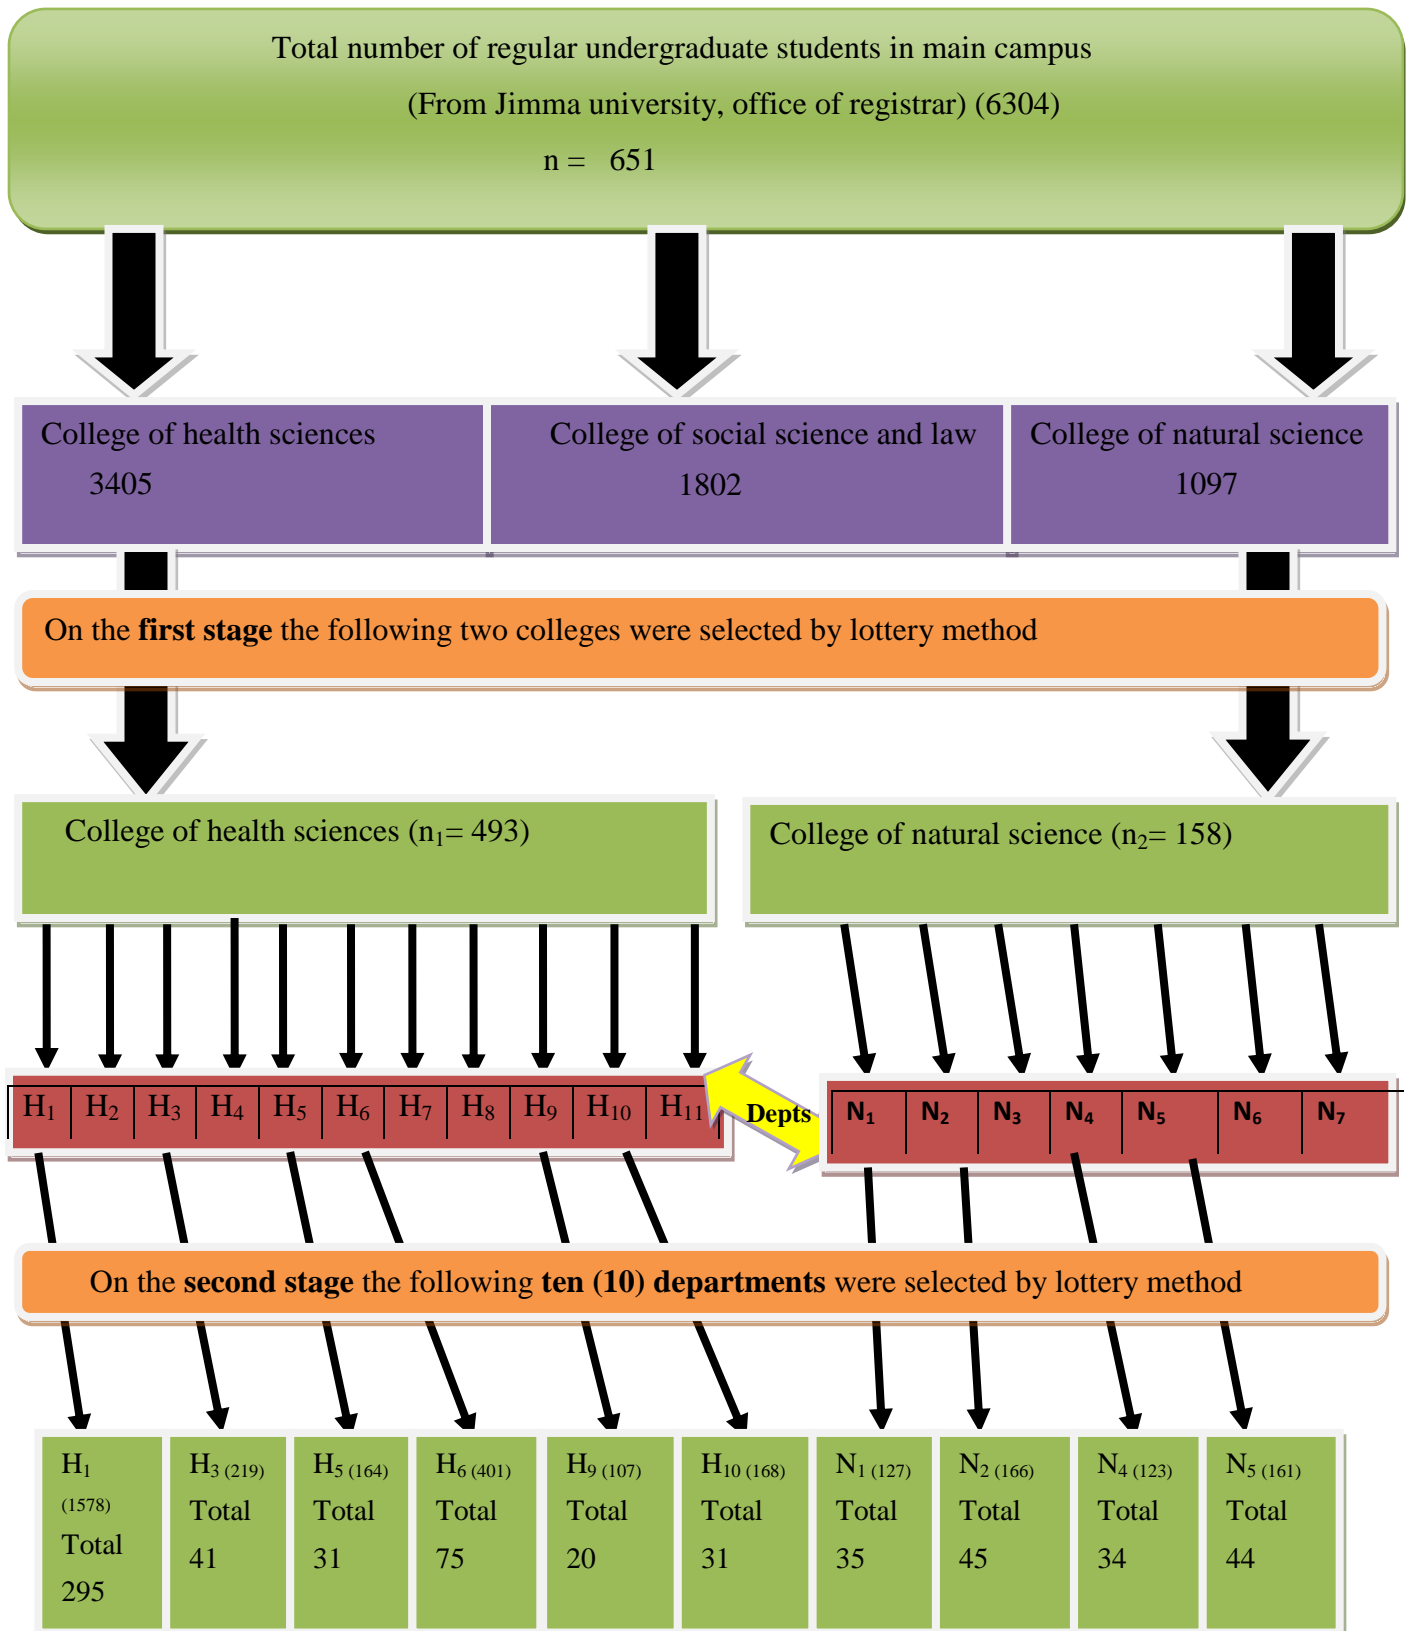 Total number of regular undergraduate students in main campus
(From Jimma university, office of registrar) (6304)
n = 651
College of health sciences
3405
College of social science and law
1802
College of natural science
1097
On the first stage the following two colleges were selected by lottery method
College of health sciences (n₁= 493)
College of natural science (n₂= 158)
H₁ H₂ H₃ H₄ H₅ H₆ H₇ H₈ H₉ H₁₀ H₁₁
Depts
N₁ N₂ N₃ N₄ N₅ N₆ N₇
On the second stage the following ten (10) departments were selected by lottery method
H₁
(1578)
Total
295
H₃ (219)
Total
41
H₅ (164)
Total
31
H₆ (401)
Total
75
H₉ (107)
Total
20
H₁₀ (168)
Total
31
N₁ (127)
Total
35
N₂ (166)
Total
45
N₄ (123)
Total
34
N₅ (161)
Total
44